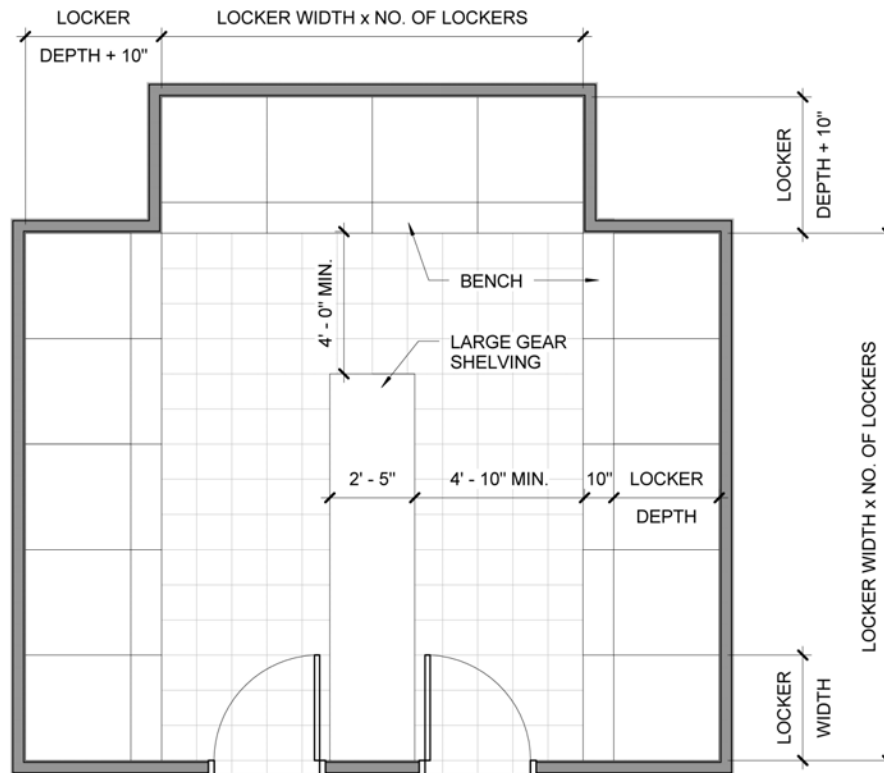 LOCKER
DEPTH + 10"
LOCKER WIDTH x NO. OF LOCKERS
LOCKER
DEPTH + 10"
BENCH
4' - 0" MIN.
LARGE GEAR
SHELVING
2' - 5"
4' - 10" MIN.
10"
LOCKER
DEPTH
LOCKER WIDTH x NO. OF LOCKERS
LOCKER
WIDTH